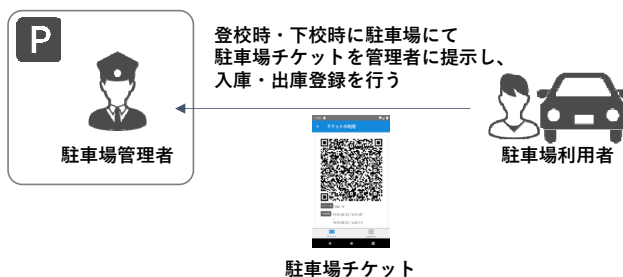 P
登校時・下校時に駐車場にて
駐車場チケットを管理者に提示し、
入庫・出庫登録を行う
駐車場管理者
駐車場利用者
チケットの利用
駐車場チケット